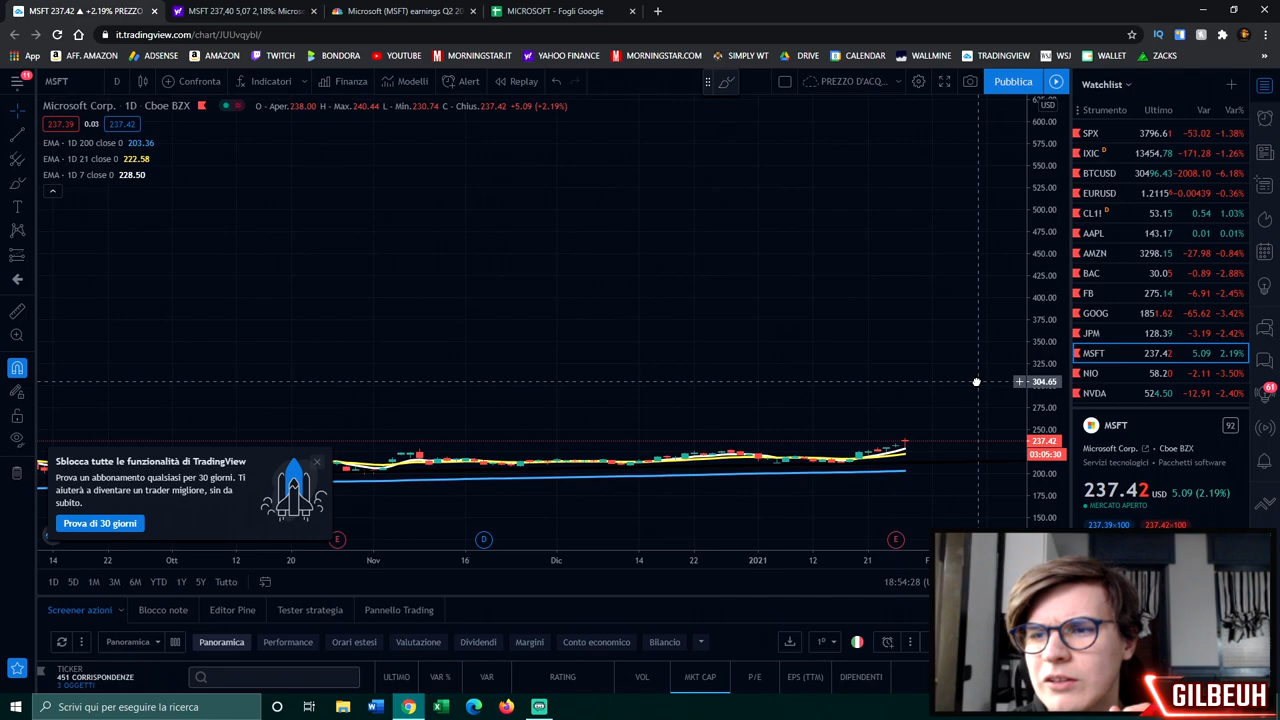 MSFT 237.42 ▲ +2.19% PREZZO
MSFT 237,40 5,07 2,18%: Micros
Microsoft (MSFT) earnings Q2 20
MICROSOFT - Fogli Google
it.tradingview.com/chart/JUUvqybl/
App
AFF. AMAZON
ADSENSE
AMAZON
TWITCH
BONDORA
YOUTUBE
MORNINGSTAR.IT
YAHOO FINANCE
MORNINGSTAR.COM
SIMPLY WT
DRIVE
CALENDAR
WALLMINE
TRADINGVIEW
WSJ
WALLET
ZACKS
11
MSFT
D
Confronta
Indicatori
Finanza
Modelli
Alert
Replay
PREZZO D'ACQ...
Pubblica
Microsoft Corp. · 1D · Cboe BZX
O - Aper.238.00 H - Max.240.44 L - Min.230.74 C - Chius.237.42 +5.09 (+2.19%)
237.39 0.03 237.42
EMA · 1D 200 close 0 203.36
EMA · 1D 21 close 0 222.58
EMA · 1D 7 close 0 228.50
USD
600.00
575.00
550.00
525.00
500.00
475.00
450.00
425.00
400.00
375.00
350.00
325.00
304.65
275.00
250.00
237.42
03:05:30
200.00
175.00
150.00
Sblocca tutte le funzionalità di TradingView
Prova un abbonamento qualsiasi per 30 giorni. Ti
aiuterà a diventare un trader migliore, sin da
subito.
Prova di 30 giorni
E
D
E
14
22
Ott
12
20
Nov
16
Dic
14
22
2021
12
21
F
1D 5D 1M 3M 6M YTD 1Y 5Y Tutto
18:54:28 (U
Screener azioni
Blocco note
Editor Pine
Tester strategia
Pannello Trading
Panoramica
Panoramica
Performance
Orari estesi
Valutazione
Dividendi
Margini
Conto economico
Bilancio
1D
TICKER
451 CORRISPONDENZE
3 OGGETTI
ULTIMO
VAR %
VAR
RATING
VOL
MKT CAP
P/E
EPS (TTM)
DIPENDENTI
Watchlist
Strumento Ultimo Var Var%
SPX 3796.61 −53.02 −1.38%
IXIC D 13454.78 −171.28 −1.26%
BTCUSD 30496.43 −2008.10 −6.18%
EURUSD 1.2115⁰ −0.00439 −0.36%
CL1! D 53.15 0.54 1.03%
AAPL 143.17 0.01 0.01%
AMZN 3298.15 −27.98 −0.84%
BAC 30.05 −0.89 −2.88%
FB 275.14 −6.91 −2.45%
GOOG 1851.62 −65.62 −3.42%
JPM 128.39 −3.19 −2.42%
MSFT 237.42 5.09 2.19%
NIO 58.20 −2.11 −3.50%
NVDA 524.50 −12.91 −2.40%
MSFT
92
Microsoft Corp. · Cboe BZX
Servizi tecnologici · Pacchetti software
237.42 USD 5.09 (2.19%)
MERCATO APERTO
237.39×100 237.42×100
61
GILBEUH
Scrivi qui per eseguire la ricerca